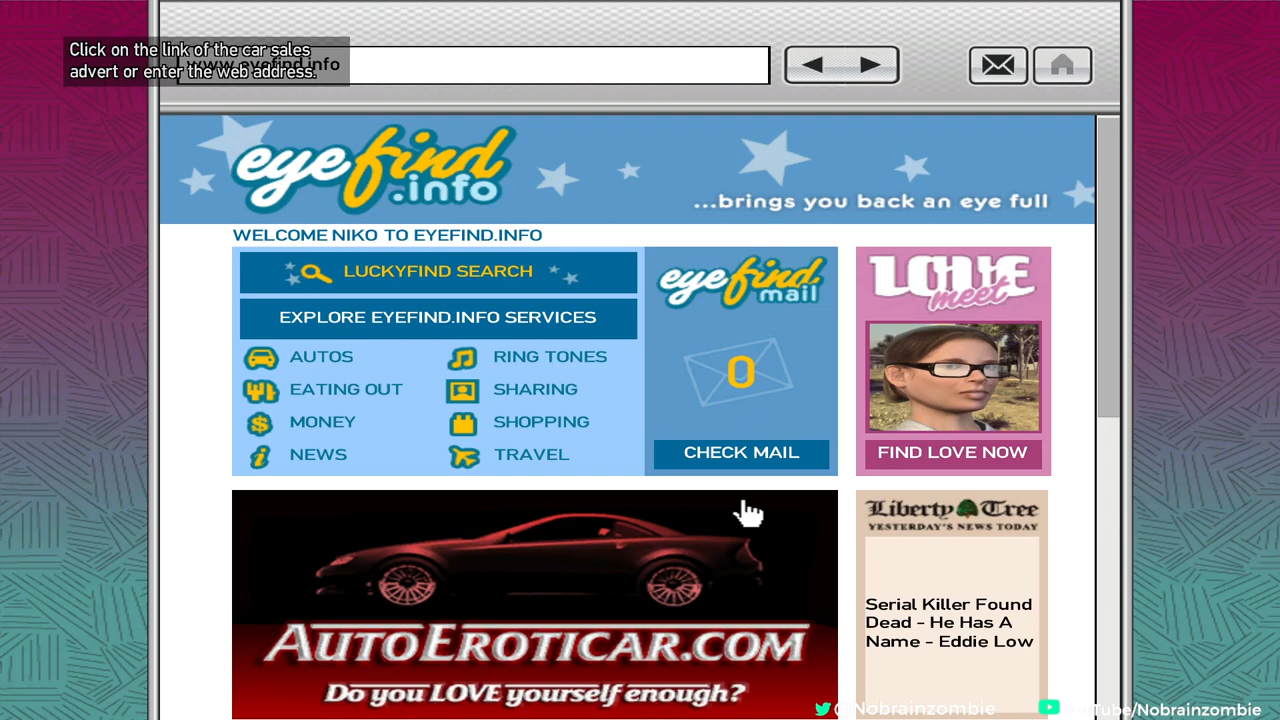 Click on the link of the car sales
advert or enter the web address.
www.eyefind.info
eyefind
.info
...brings you back an eye full
WELCOME NIKO TO EYEFIND.INFO
LUCKYFIND SEARCH
EXPLORE EYEFIND.INFO SERVICES
AUTOS
RING TONES
EATING OUT
SHARING
MONEY
SHOPPING
NEWS
TRAVEL
eyefind
mail
0
CHECK MAIL
LOVE
meet
FIND LOVE NOW
AUTOEROTICAR.COM
Do you LOVE yourself enough?
Liberty Tree
YESTERDAY'S NEWS TODAY
Serial Killer Found
Dead - He Has A
Name - Eddie Low
Nobrainzombie
Tube/Nobrainzombie